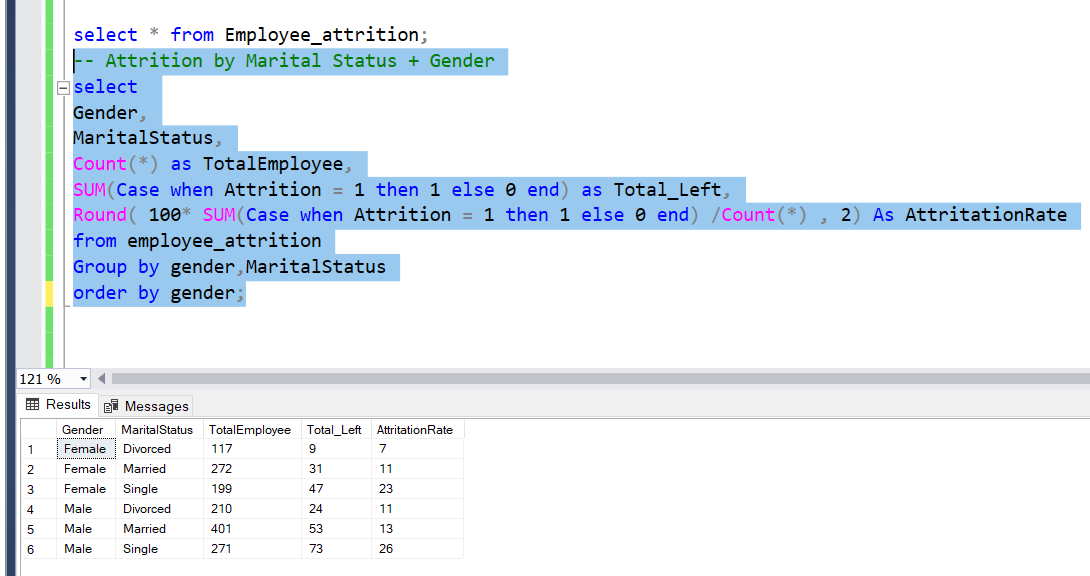 select * from Employee_attrition;
-- Attrition by Marital Status + Gender
select
Gender,
MaritalStatus,
Count(*) as TotalEmployee,
SUM(Case when Attrition = 1 then 1 else 0 end) as Total_Left,
Round( 100* SUM(Case when Attrition = 1 then 1 else 0 end) /Count(*) , 2) As AttritationRate
from employee_attrition
Group by gender,MaritalStatus
order by gender;
121 %
Results Messages
Gender MaritalStatus TotalEmployee Total_Left AttritationRate
1 Female Divorced 117 9 7
2 Female Married 272 31 11
3 Female Single 199 47 23
4 Male Divorced 210 24 11
5 Male Married 401 53 13
6 Male Single 271 73 26